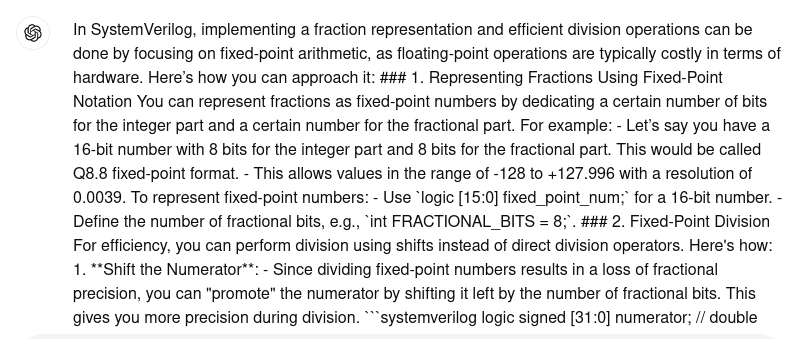 In SystemVerilog, implementing a fraction representation and efficient division operations can be
done by focusing on fixed-point arithmetic, as floating-point operations are typically costly in terms of
hardware. Here’s how you can approach it: ### 1. Representing Fractions Using Fixed-Point
Notation You can represent fractions as fixed-point numbers by dedicating a certain number of bits
for the integer part and a certain number for the fractional part. For example: - Let’s say you have a
16-bit number with 8 bits for the integer part and 8 bits for the fractional part. This would be called
Q8.8 fixed-point format. - This allows values in the range of -128 to +127.996 with a resolution of
0.0039. To represent fixed-point numbers: - Use `logic [15:0] fixed_point_num;` for a 16-bit number. -
Define the number of fractional bits, e.g., `int FRACTIONAL_BITS = 8;`. ### 2. Fixed-Point Division
For efficiency, you can perform division using shifts instead of direct division operators. Here's how:
1. **Shift the Numerator**: - Since dividing fixed-point numbers results in a loss of fractional
precision, you can "promote" the numerator by shifting it left by the number of fractional bits. This
gives you more precision during division. ```systemverilog logic signed [31:0] numerator; // double